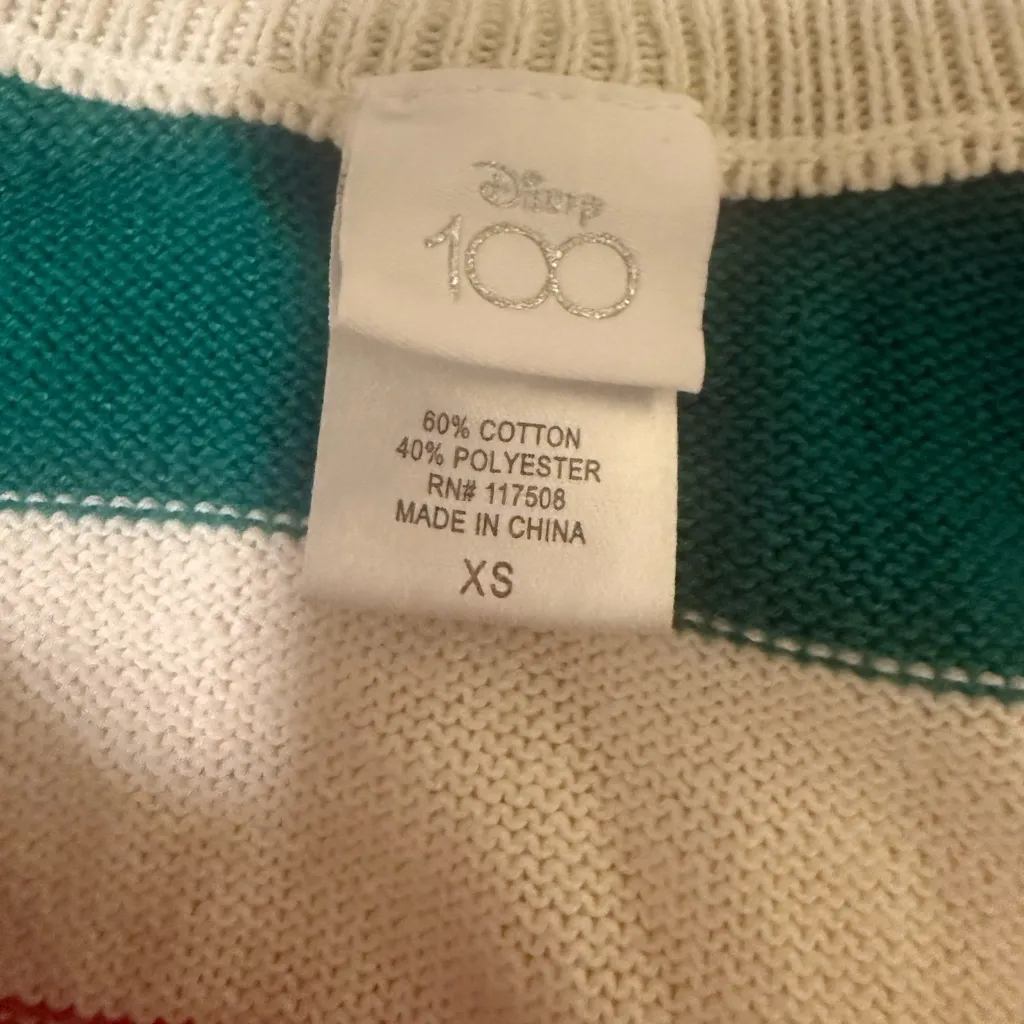 Disney
100
60% COTTON
40% POLYESTER
RN# 117508
MADE IN CHINA
XS